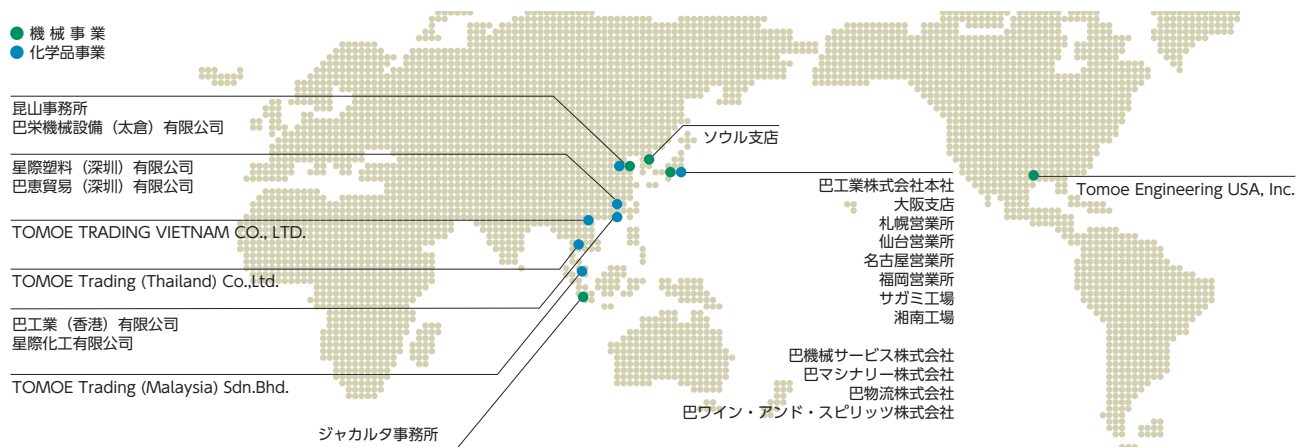 機械事業
化学品事業
昆山事務所
巴栄機械設備（太倉）有限公司
星際塑料（深圳）有限公司
巴恵貿易（深圳）有限公司
TOMOE TRADING VIETNAM CO., LTD.
TOMOE Trading (Thailand) Co.,Ltd.
巴工業（香港）有限公司
星際化工有限公司
TOMOE Trading (Malaysia) Sdn.Bhd.
ジャカルタ事務所
ソウル支店
巴工業株式会社本社
大阪支店
札幌営業所
仙台営業所
名古屋営業所
福岡営業所
サガミ工場
湘南工場
巴機械サービス株式会社
巴マシナリー株式会社
巴物流株式会社
巴ワイン・アンド・スピリッツ株式会社
Tomoe Engineering USA, Inc.